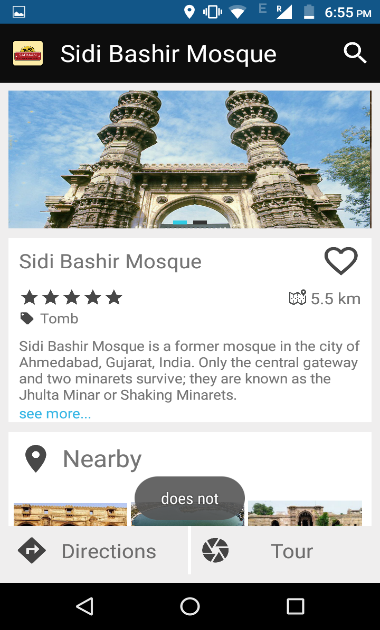 E R 6:55 PM
Sidi Bashir Mosque
Sidi Bashir Mosque
5.5 km
Tomb
Sidi Bashir Mosque is a former mosque in the city of
Ahmedabad, Gujarat, India. Only the central gateway
and two minarets survive; they are known as the
Jhulta Minar or Shaking Minarets.
see more...
Nearby
does not
Directions
Tour